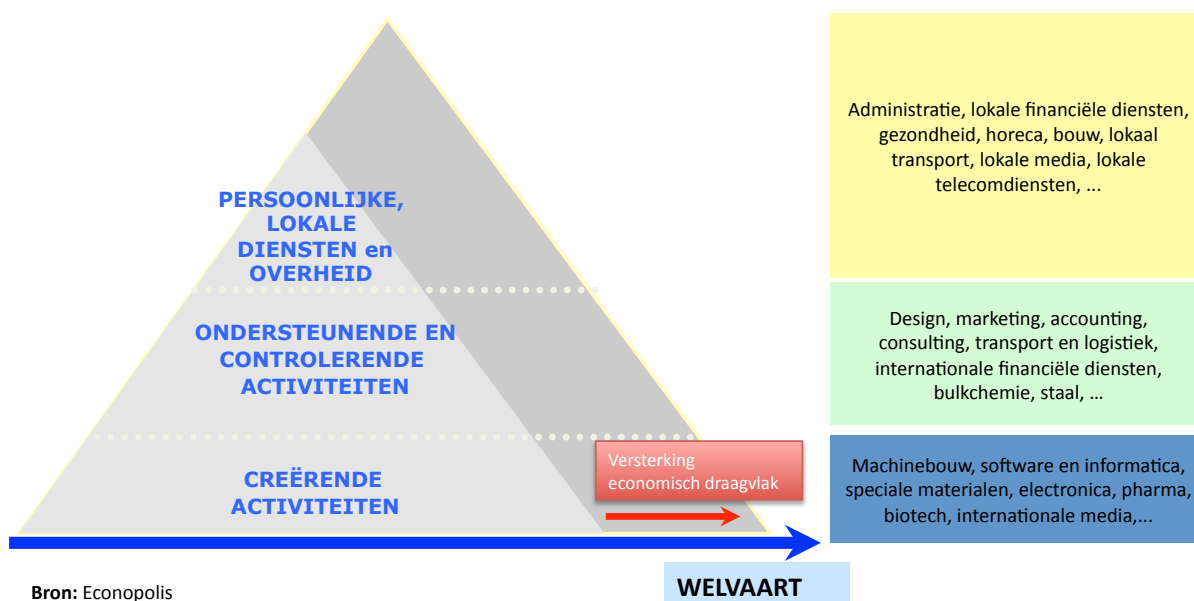 PERSOONLIJKE,
LOKALE
DIENSTEN en
OVERHEID
Administratie, lokale financiële diensten,
gezondheid, horeca, bouw, lokaal
transport, lokale media, lokale
telecomdiensten, ...
ONDERSTEUNENDE EN
CONTROLERENDE
ACTIVITEITEN
Design, marketing, accounting,
consulting, transport en logistiek,
internationale financiële diensten,
bulkchemie, staal, ...
CREËRENDE
ACTIVITEITEN
Versterking
economisch draagvlak
Machinebouw, software en informatica,
speciale materialen, electronica, pharma,
biotech, internationale media,...
WELVAART
Bron: Econopolis